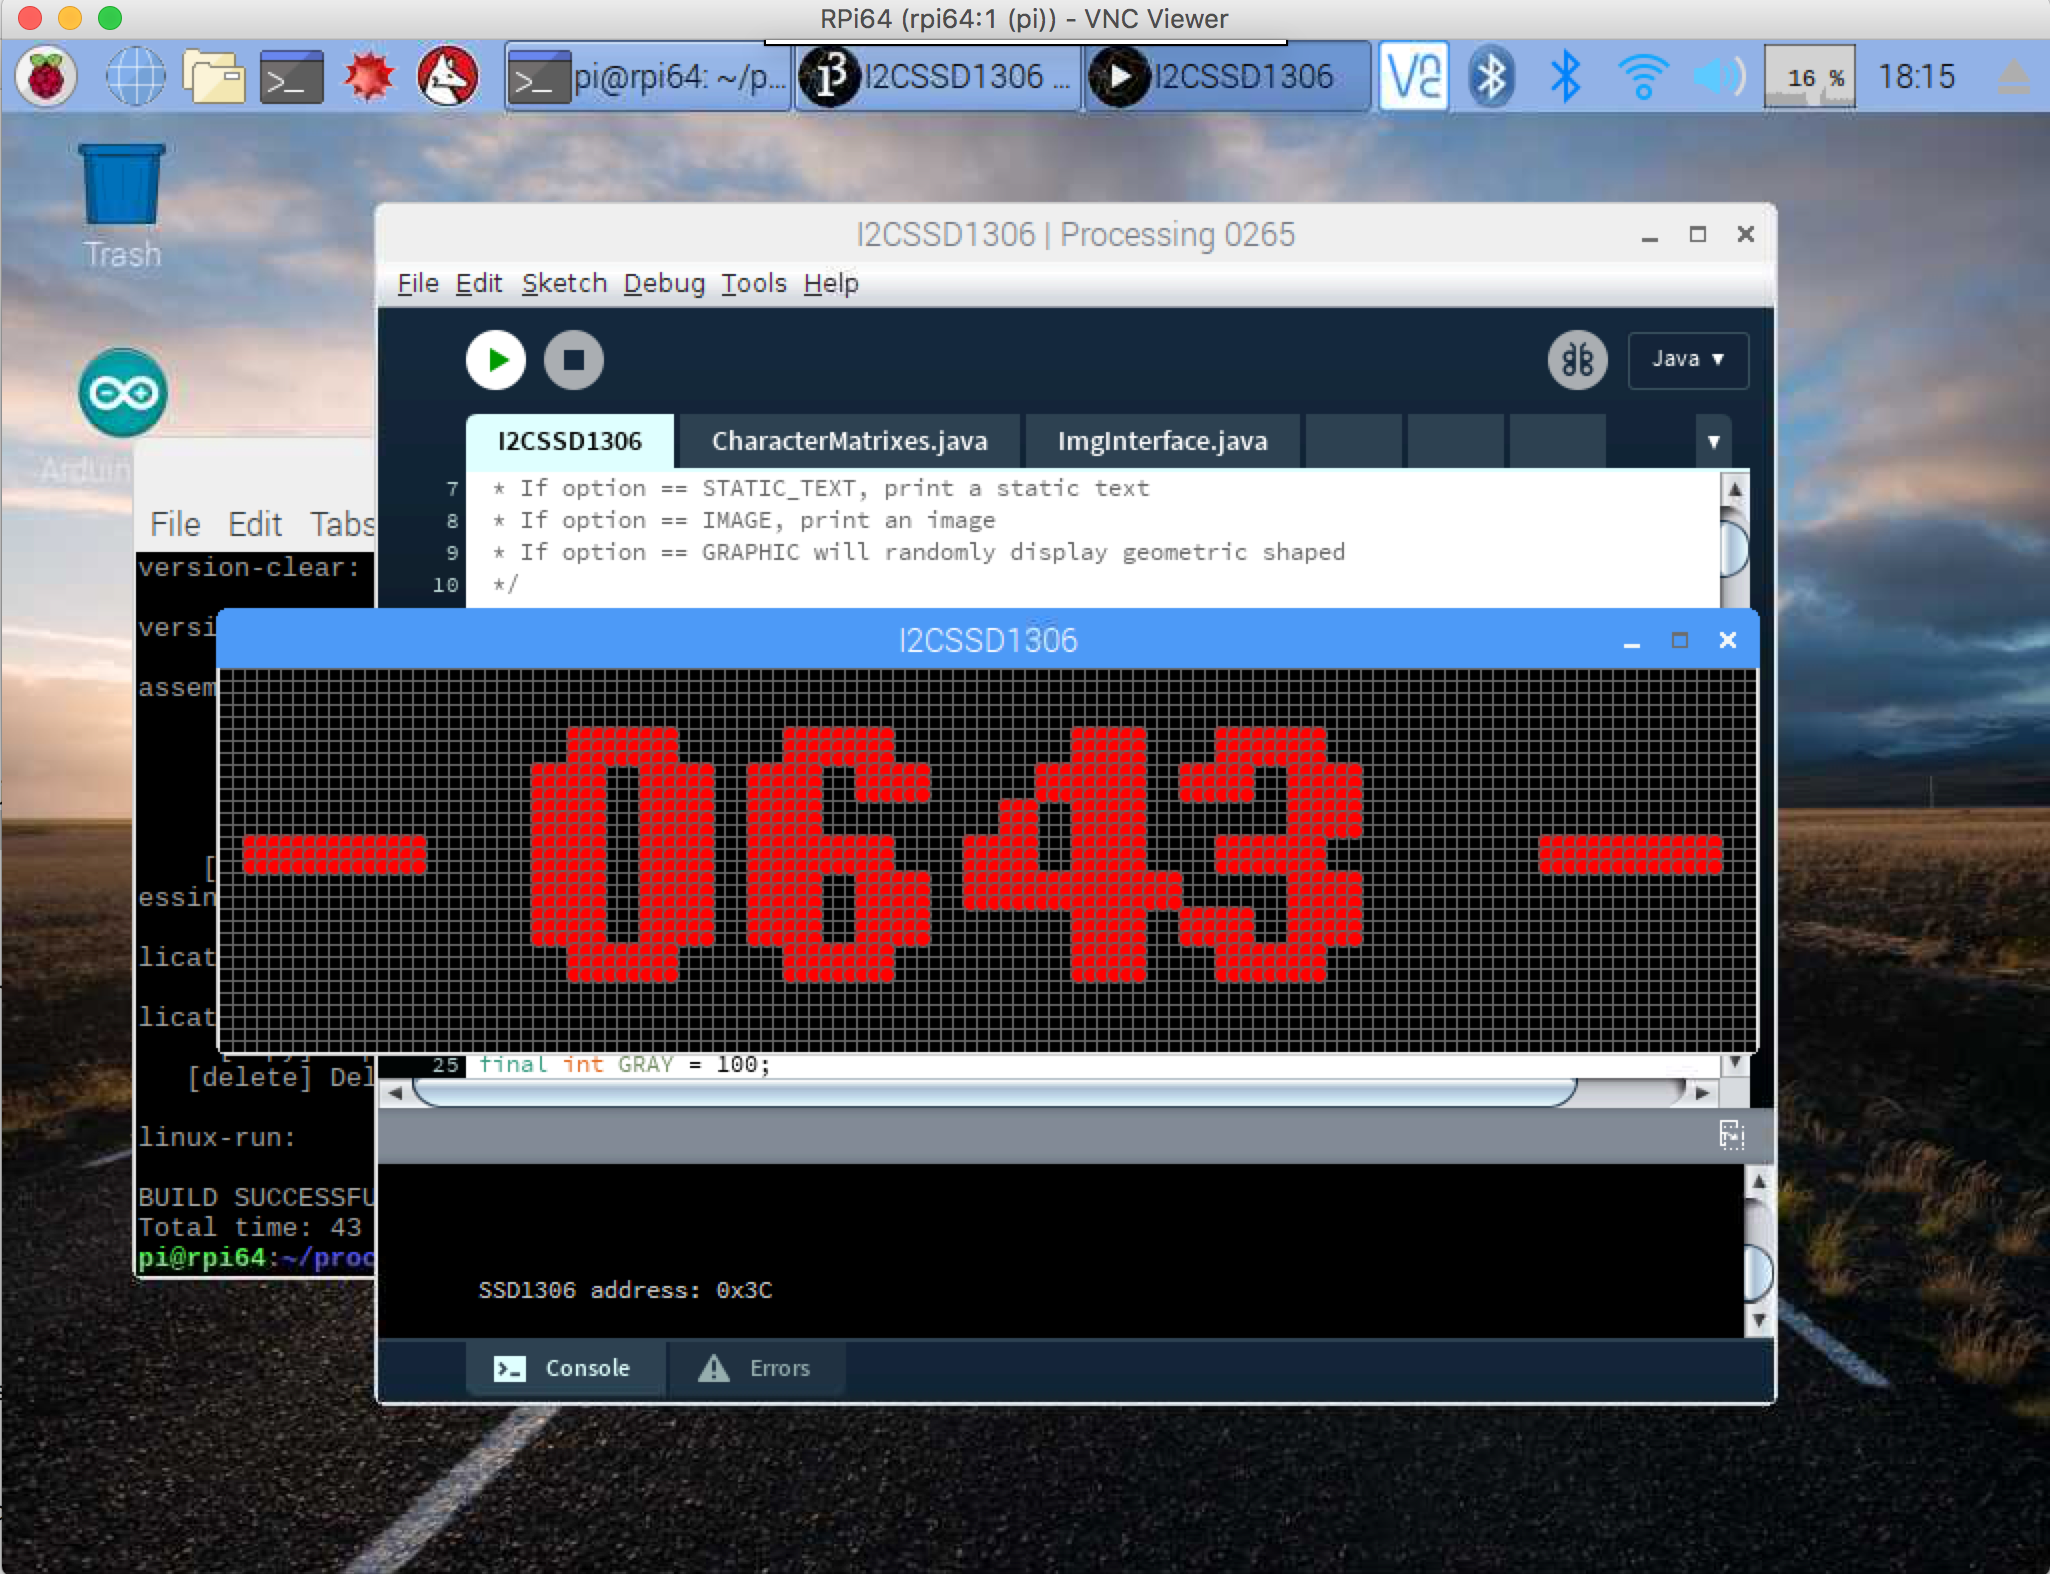 RPi64 (rpi64:1 (pi)) - VNC Viewer
pi@rpi64: ~/p... I2CSSD1306 ... I2CSSD1306 16 % 18:15
Trash
I2CSSD1306 | Processing 0265
File Edit Sketch Debug Tools Help
Java
I2CSSD1306 CharacterMatrixes.java ImgInterface.java
7 * If option == STATIC_TEXT, print a static text
8 * If option == IMAGE, print an image
9 * If option == GRAPHIC will randomly display geometric shaped
10 */
Arduin
File Edit Tabs
version-clear:
versi
assem
[
essin
licat
licat
[delete] Del
linux-run:
BUILD SUCCESSFU
Total time: 43
pi@rpi64:~/proc
I2CSSD1306
- 0643 -
25 final int GRAY = 100;
SSD1306 address: 0x3C
Console Errors